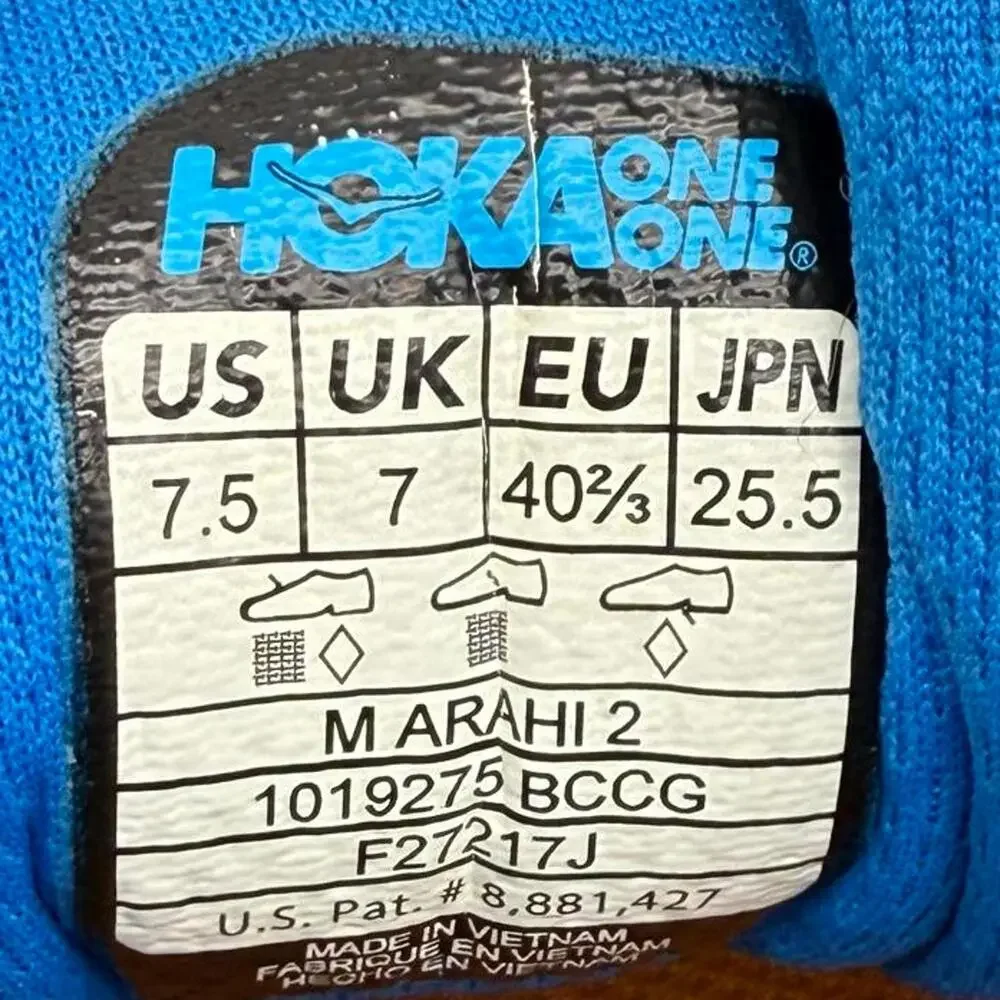 HOKA ONE ONE®
US UK EU JPN
7.5 7 40⅔ 25.5
M ARAHI 2
1019275 BCCG
F27217J
U.S. Pat. # 8,881,427
MADE IN VIETNAM
FABRIQUE EN VIETNAM
HECHO EN VIETNAM